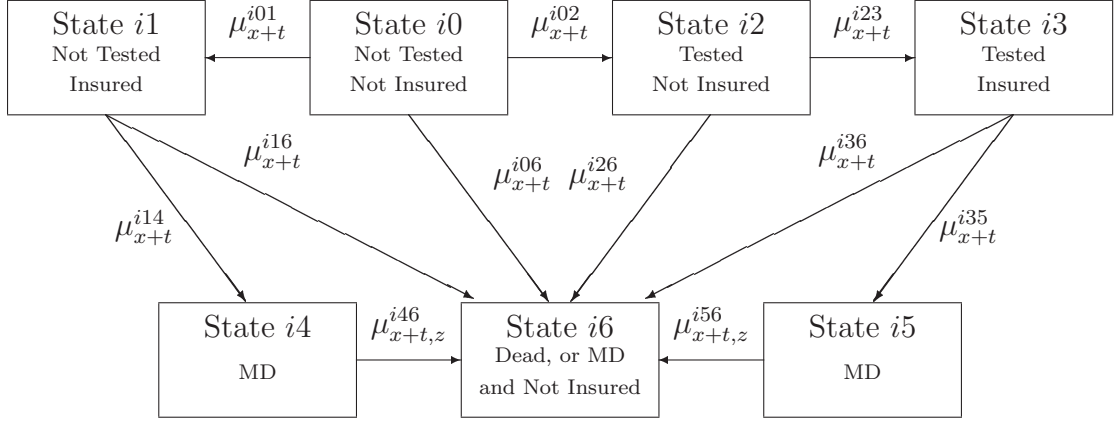 State i1
Not Tested
Insured
μ^{i01}_{x+t}
State i0
Not Tested
Not Insured
μ^{i02}_{x+t}
State i2
Tested
Not Insured
μ^{i23}_{x+t}
State i3
Tested
Insured
μ^{i16}_{x+t}
μ^{i06}_{x+t}
μ^{i26}_{x+t}
μ^{i36}_{x+t}
μ^{i14}_{x+t}
μ^{i35}_{x+t}
State i4
MD
μ^{i46}_{x+t,z}
State i6
Dead, or MD
and Not Insured
μ^{i56}_{x+t,z}
State i5
MD